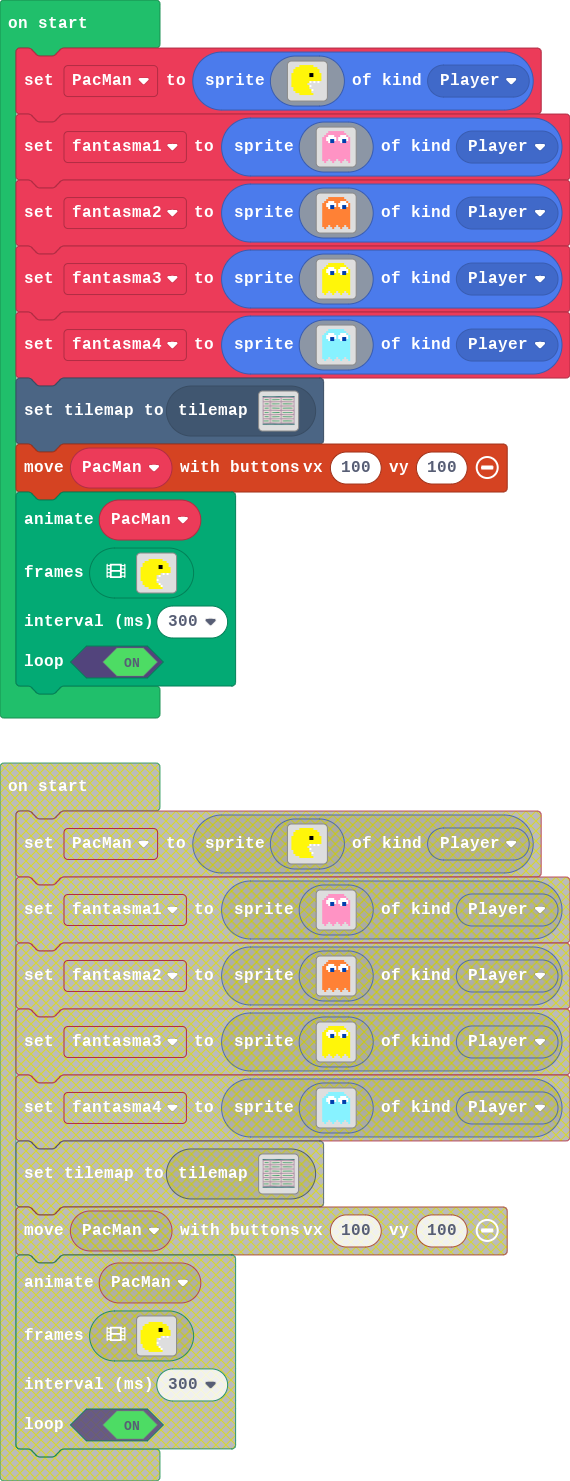 on start
set PacMan to sprite of kind Player
set fantasma1 to sprite of kind Player
set fantasma2 to sprite of kind Player
set fantasma3 to sprite of kind Player
set fantasma4 to sprite of kind Player
set tilemap to tilemap
move PacMan with buttons vx 100 vy 100
animate PacMan
frames
interval (ms) 300
loop ON
on start
set PacMan to sprite of kind Player
set fantasma1 to sprite of kind Player
set fantasma2 to sprite of kind Player
set fantasma3 to sprite of kind Player
set fantasma4 to sprite of kind Player
set tilemap to tilemap
move PacMan with buttons vx 100 vy 100
animate PacMan
frames
interval (ms) 300
loop ON